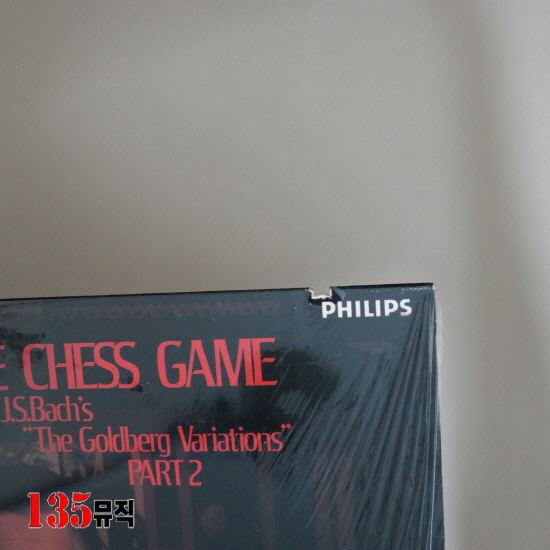 PHILIPS
E CHESS GAME
J.S.Bach's
"The Goldberg Variations"
PART 2
135뮤직